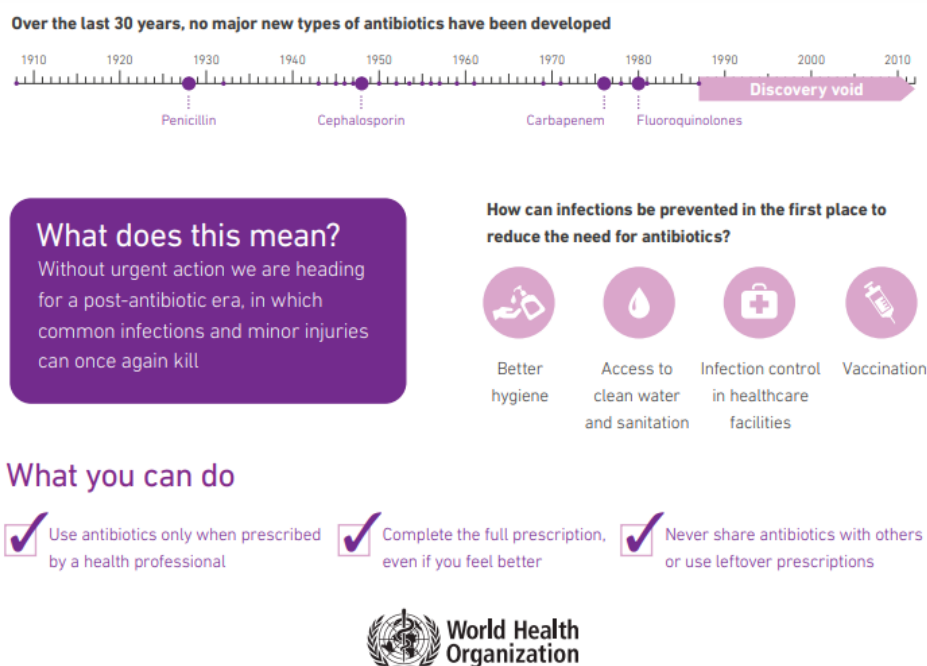 Over the last 30 years, no major new types of antibiotics have been developed
1910 1920 1930 1940 1950 1960 1970 1980 1990 2000 2010
Discovery void
Penicillin Cephalosporin Carbapenem Fluoroquinolones
What does this mean?
Without urgent action we are heading
for a post-antibiotic era, in which
common infections and minor injuries
can once again kill
How can infections be prevented in the first place to
reduce the need for antibiotics?
Better
hygiene
Access to
clean water
and sanitation
Infection control
in healthcare
facilities
Vaccination
What you can do
Use antibiotics only when prescribed
by a health professional
Complete the full prescription,
even if you feel better
Never share antibiotics with others
or use leftover prescriptions
World Health
Organization